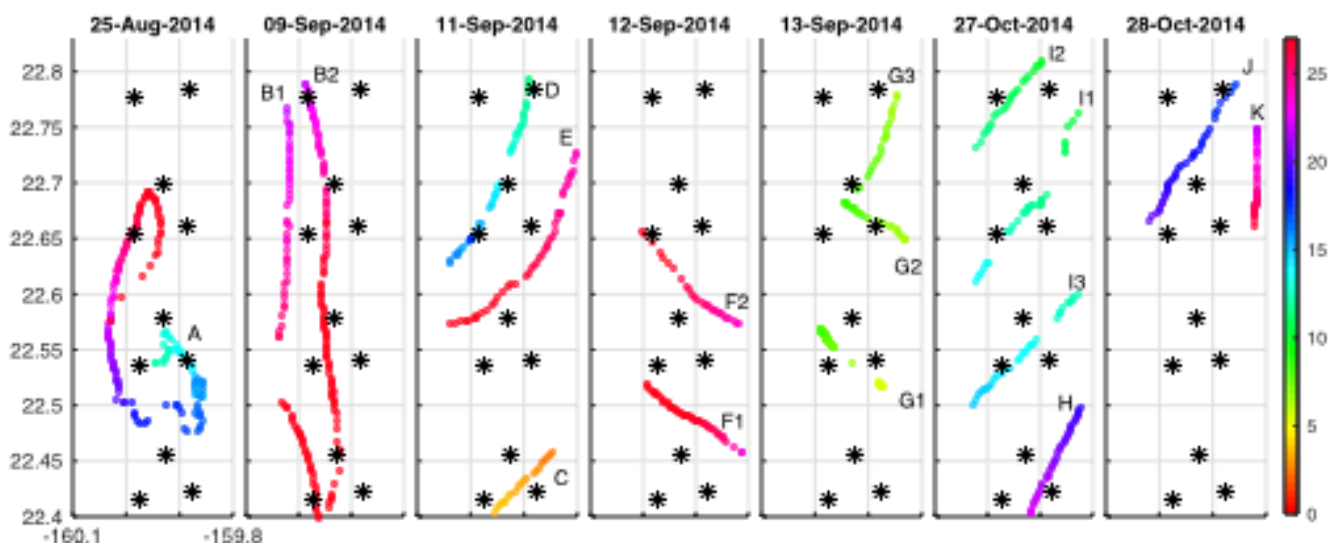 25-Aug-2014 09-Sep-2014 11-Sep-2014 12-Sep-2014 13-Sep-2014 27-Oct-2014 28-Oct-2014
22.8 B1 B2 D G3 I2 J 25
22.75 E I1 K
22.7 20
22.65 G2
22.6 A F2 I3 15
22.55 10
22.5 F1 G1 H
22.45 C 5
22.4 0
-160.1 -159.8